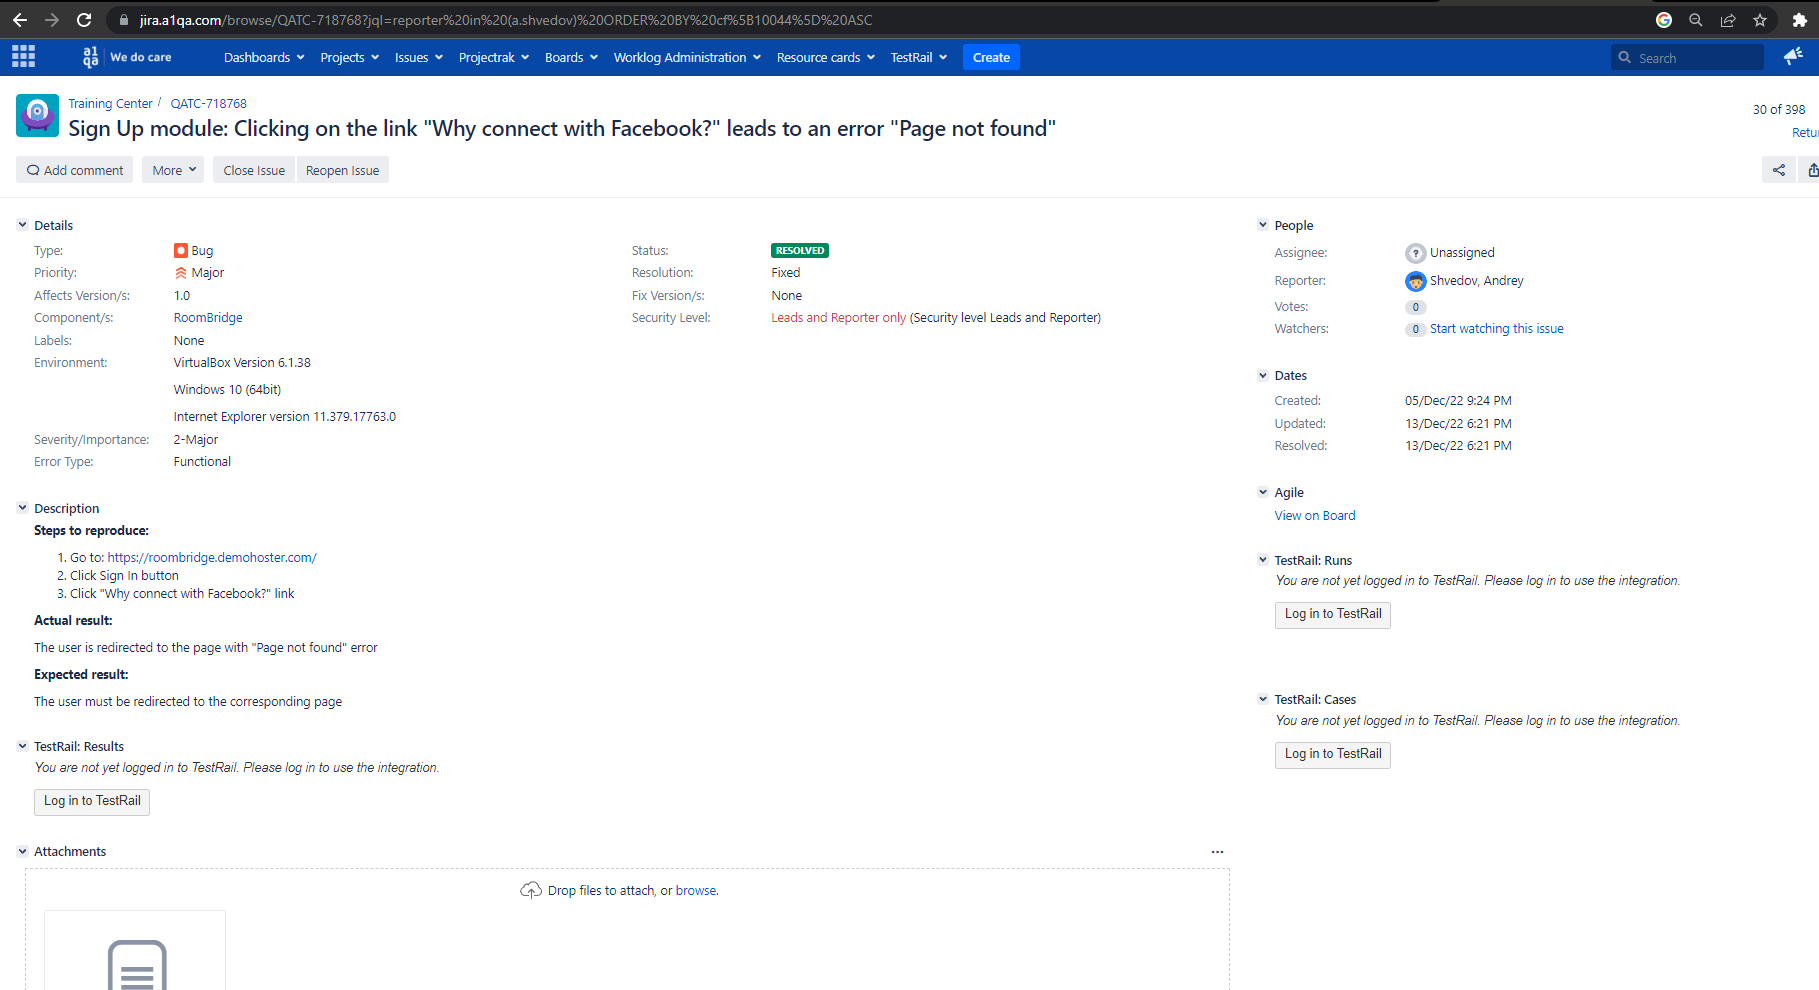 jira.a1qa.com/browse/QATC-718768?jql=reporter%20in%20(a.shvedov)%20ORDER%20BY%20cf%5B10044%5D%20ASC
a1qa We do care Dashboards Projects Issues Projectrak Boards Worklog Administration Resource cards TestRail Create Search
Training Center / QATC-718768
30 of 398
Sign Up module: Clicking on the link "Why connect with Facebook?" leads to an error "Page not found"
Add comment More Close Issue Reopen Issue
Details
Type: Bug
Priority: Major
Affects Version/s: 1.0
Component/s: RoomBridge
Labels: None
Environment: VirtualBox Version 6.1.38
Windows 10 (64bit)
Internet Explorer version 11.379.17763.0
Severity/Importance: 2-Major
Error Type: Functional
Status: RESOLVED
Resolution: Fixed
Fix Version/s: None
Security Level: Leads and Reporter only (Security level Leads and Reporter)
Description
Steps to reproduce:
1. Go to: https://roombridge.demohoster.com/
2. Click Sign In button
3. Click "Why connect with Facebook?" link
Actual result:
The user is redirected to the page with "Page not found" error
Expected result:
The user must be redirected to the corresponding page
TestRail: Results
You are not yet logged in to TestRail. Please log in to use the integration.
Log in to TestRail
Attachments
Drop files to attach, or browse.
People
Assignee: Unassigned
Reporter: Shvedov, Andrey
Votes: 0
Watchers: 0 Start watching this issue
Dates
Created: 05/Dec/22 9:24 PM
Updated: 13/Dec/22 6:21 PM
Resolved: 13/Dec/22 6:21 PM
Agile
View on Board
TestRail: Runs
You are not yet logged in to TestRail. Please log in to use the integration.
Log in to TestRail
TestRail: Cases
You are not yet logged in to TestRail. Please log in to use the integration.
Log in to TestRail